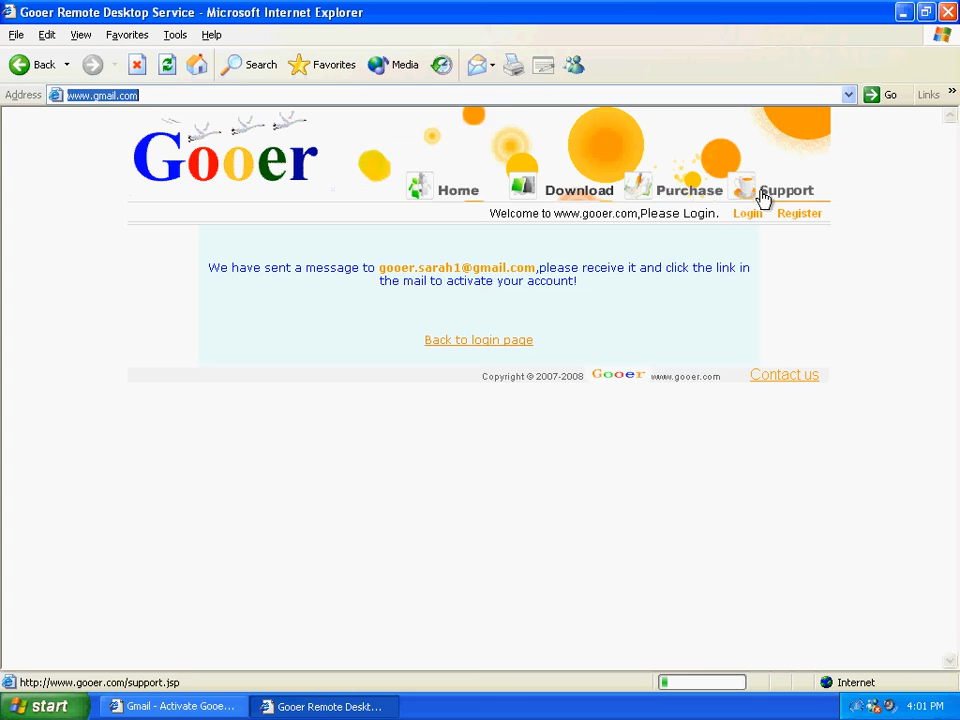 Gooer Remote Desktop Service - Microsoft Internet Explorer
File Edit View Favorites Tools Help
Back Search Favorites Media
Address www.gmail.com Go Links »
Gooer
Home Download Purchase Support
Welcome to www.gooer.com,Please Login. Login Register
We have sent a message to gooer.sarah1@gmail.com,please receive it and click the link in
the mail to activate your account!
Back to login page
Copyright © 2007-2008 Gooer www.gooer.com Contact us
http://www.gooer.com/support.jsp Internet
start Gmail - Activate Gooe... Gooer Remote Deskt... 4:01 PM